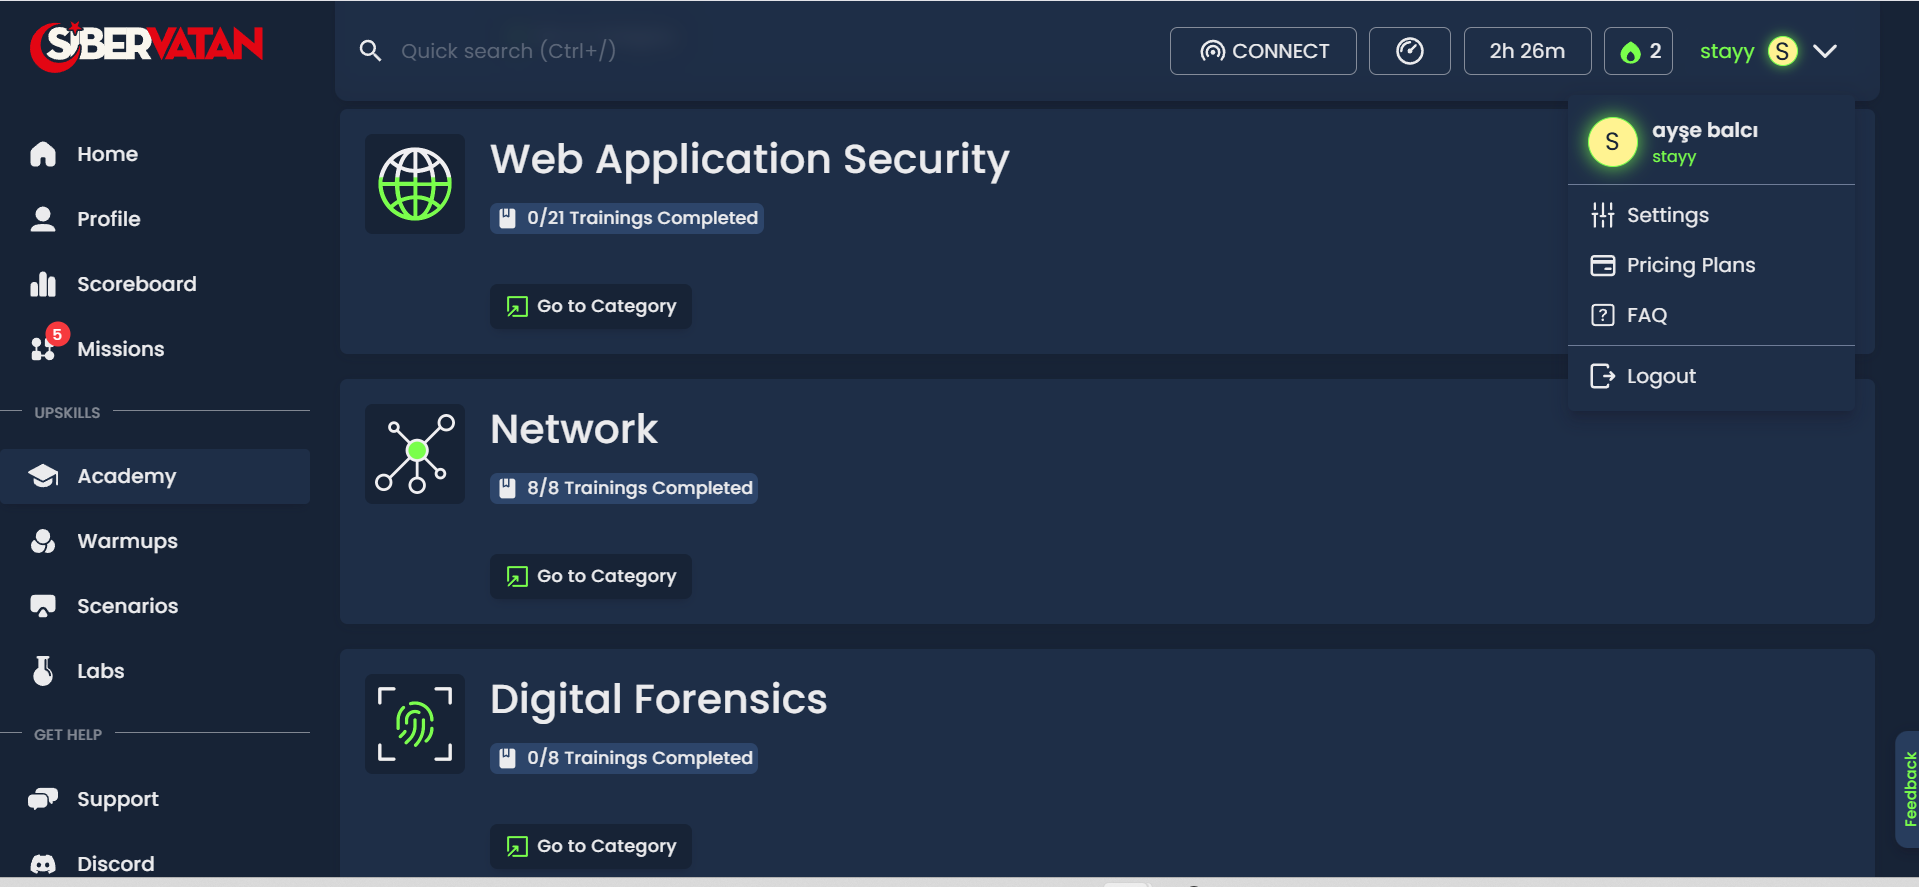 SİBERVATAN
Quick search (Ctrl+/)
CONNECT
2h 26m
2
stayy
S
Home
Profile
Scoreboard
5
Missions
UPSKILLS
Academy
Warmups
Scenarios
Labs
GET HELP
Support
Discord
Web Application Security
0/21 Trainings Completed
Go to Category
Network
8/8 Trainings Completed
Go to Category
Digital Forensics
0/8 Trainings Completed
Go to Category
S
ayşe balcı
stayy
Settings
Pricing Plans
?
FAQ
Logout
Feedback